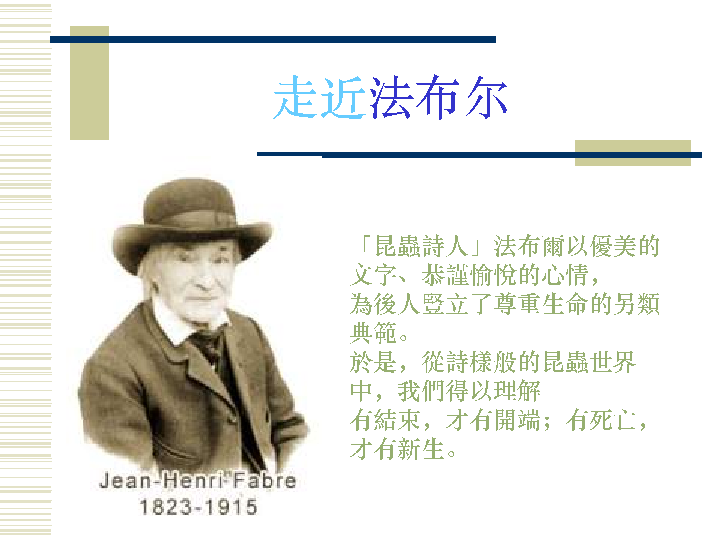 走近法布尔
「昆蟲詩人」法布爾以優美的
文字、恭謹愉悅的心情，
為後人豎立了尊重生命的另類
典範。
於是，從詩樣般的昆蟲世界
中，我們得以理解
有結束，才有開端；有死亡，
才有新生。
Jean-Henri Fabre
1823-1915